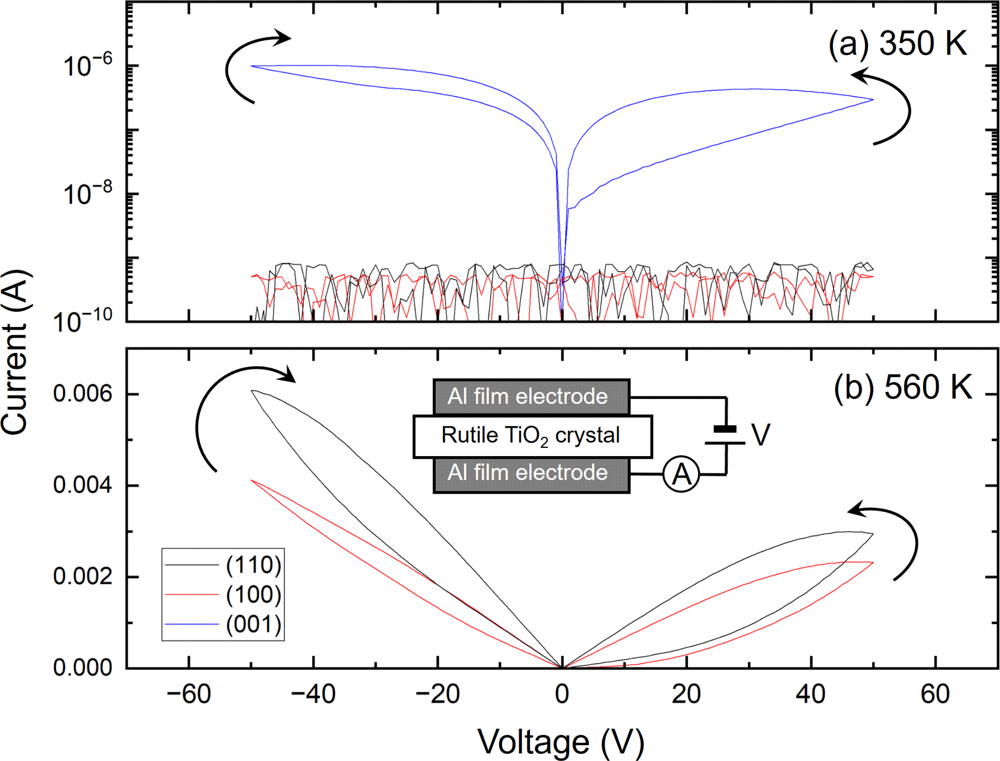 (a) 350 K
10⁻⁶
10⁻⁸
10⁻¹⁰
Current (A)
(b) 560 K
Al film electrode
Rutile TiO₂ crystal
Al film electrode
V
A
0.006
0.004
0.002
0.000
(110)
(100)
(001)
−60 −40 −20 0 20 40 60
Voltage (V)